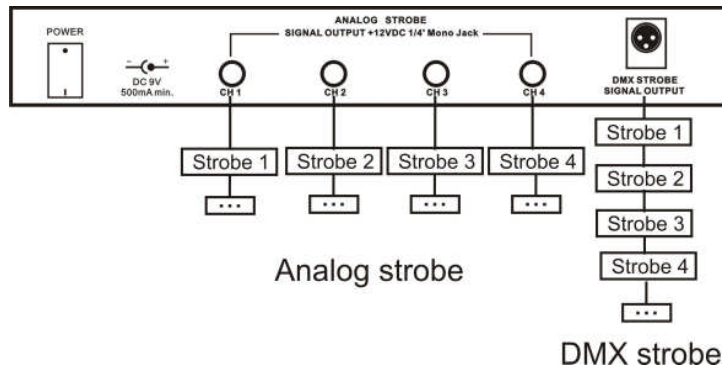 POWER
DC 9V
500mA min.
ANALOG STROBE
SIGNAL OUTPUT +12VDC 1/4' Mono Jack
CH 1
CH 2
CH 3
CH 4
DMX STROBE
SIGNAL OUTPUT
Strobe 1
Strobe 2
Strobe 3
Strobe 4
...
...
...
...
Analog strobe
Strobe 1
Strobe 2
Strobe 3
Strobe 4
...
DMX strobe